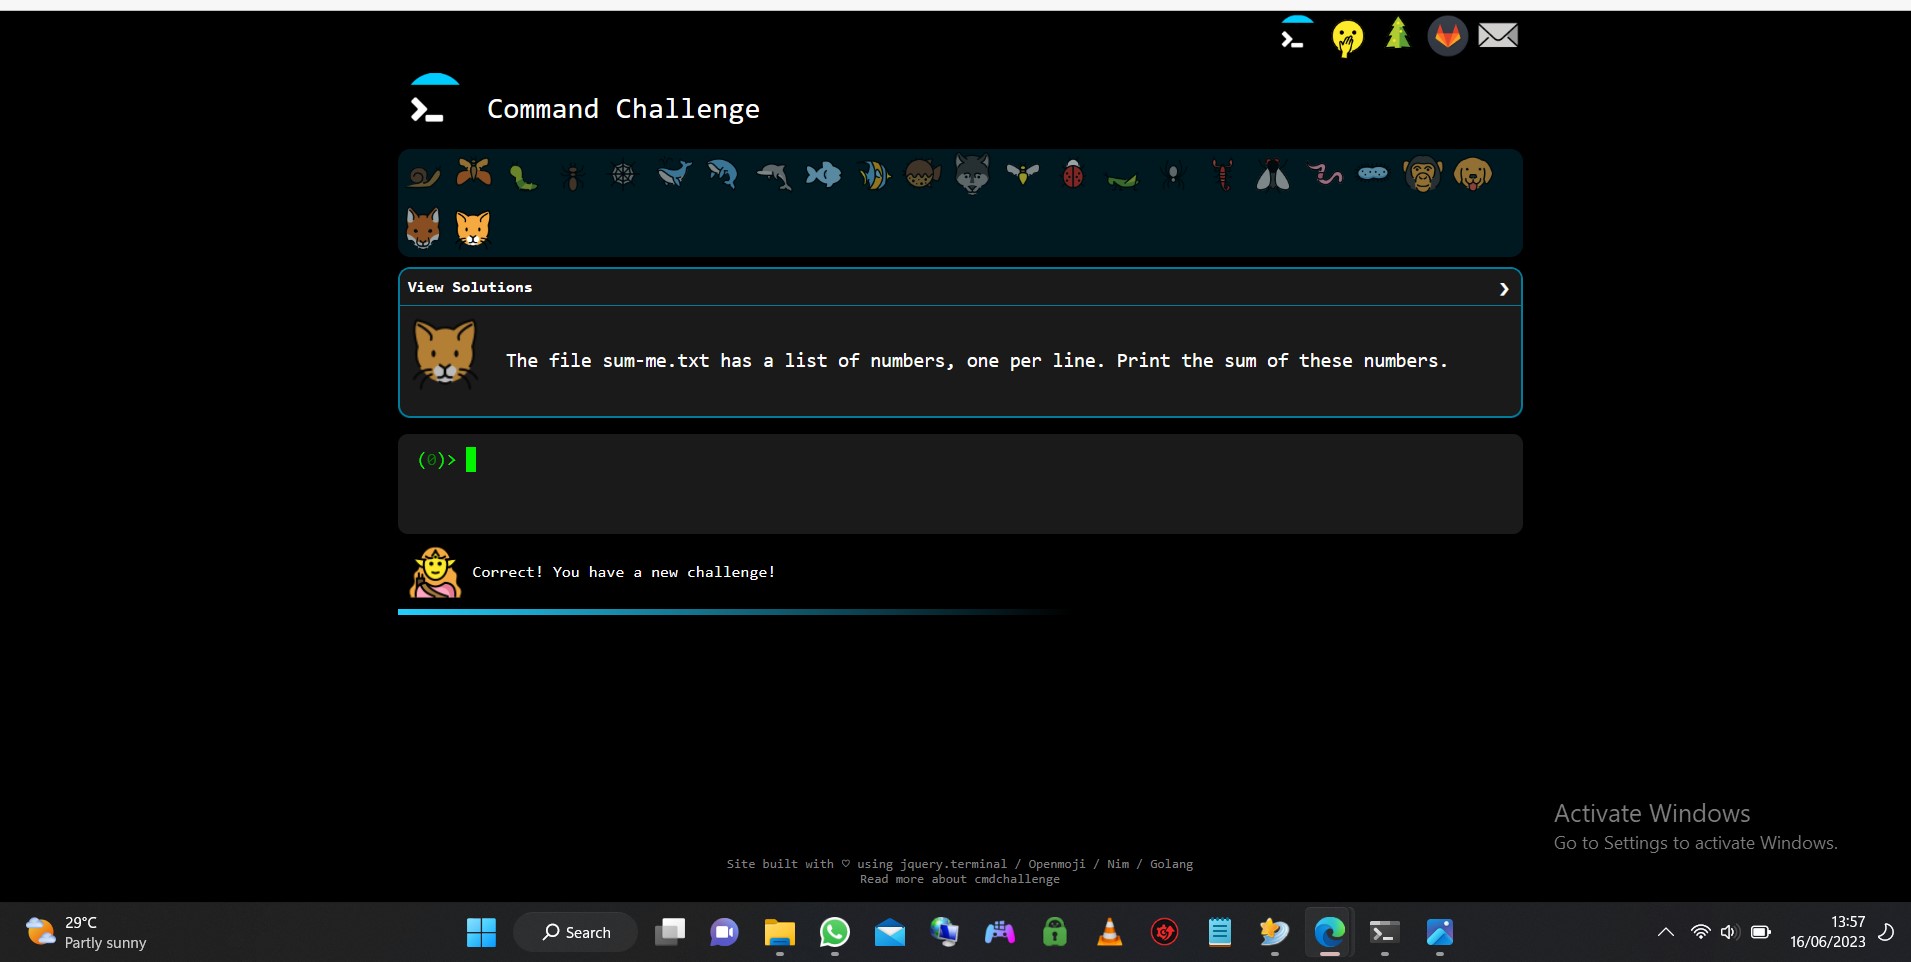 Command Challenge
View Solutions
The file sum-me.txt has a list of numbers, one per line. Print the sum of these numbers.
(0)>
Correct! You have a new challenge!
Activate Windows
Go to Settings to activate Windows.
Site built with ♡ using jquery.terminal / Openmoji / Nim / Golang
Read more about cmdchallenge
29°C
Partly sunny
Search
13:57
16/06/2023